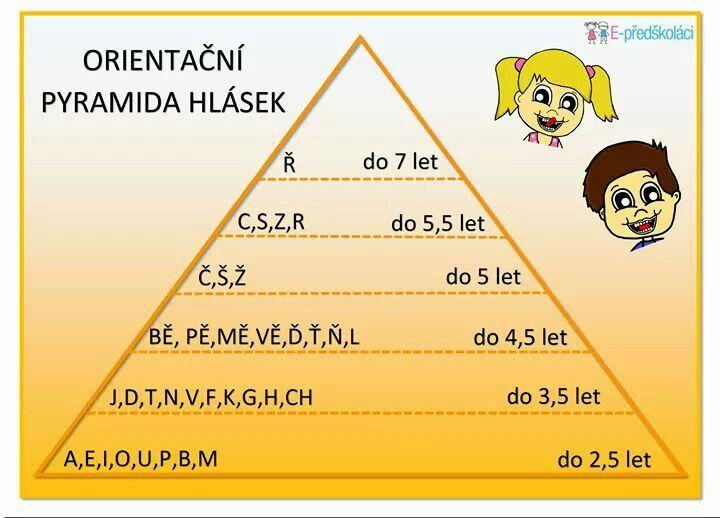 E-předškoláci
ORIENTAČNÍ
PYRAMIDA HLÁSEK
Ř do 7 let
C,S,Z,R do 5,5 let
Č,Š,Ž do 5 let
BĚ, PĚ,MĚ,VĚ,Ď,Ť,Ň,L do 4,5 let
J,D,T,N,V,F,K,G,H,CH do 3,5 let
A,E,I,O,U,P,B,M do 2,5 let